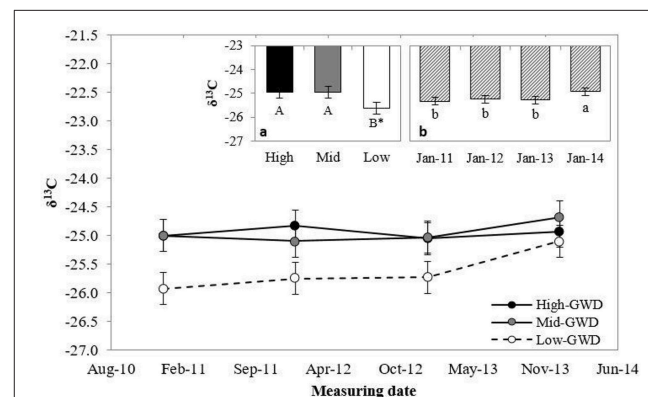 -21.5
-22.0
-22.5
-23.0
-23.5
-24.0
-24.5
-25.0
-25.5
-26.0
-26.5
-27.0
δ13C
-23
-24
-25
-26
-27
δ13C
A
A
B*
a
High Mid Low
b
b
b
a
b
Jan-11 Jan-12 Jan-13 Jan-14
High-GWD
Mid-GWD
Low-GWD
Aug-10 Feb-11 Sep-11 Apr-12 Oct-12 May-13 Nov-13 Jun-14
Measuring date